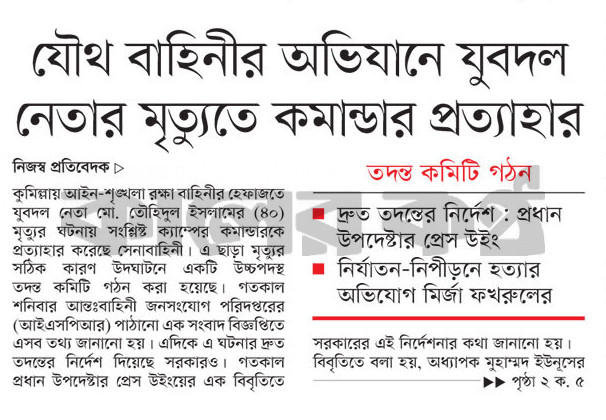 যৌথ বাহিনীর অভিযানে যুবদল
নেতার মৃত্যুতে কমান্ডার প্রত্যাহার
নিজস্ব প্রতিবেদক ▷
কুমিল্লায় আইন-শৃঙ্খলা রক্ষা বাহিনীর হেফাজতে
যুবদল নেতা মো. তৌহিদুল ইসলামের (৪০)
মৃত্যুর ঘটনায় সংশ্লিষ্ট ক্যাম্পের কমান্ডারকে
প্রত্যাহার করেছে সেনাবাহিনী। এ ছাড়া মৃত্যুর
সঠিক কারণ উদঘাটনে একটি উচ্চপদস্থ
তদন্ত কমিটি গঠন করা হয়েছে। গতকাল
শনিবার আন্তঃবাহিনী জনসংযোগ পরিদপ্তরের
(আইএসপিআর) পাঠানো এক সংবাদ বিজ্ঞপ্তিতে
এসব তথ্য জানানো হয়। এদিকে এ ঘটনার দ্রুত
তদন্তের নির্দেশ দিয়েছে সরকারও। গতকাল
প্রধান উপদেষ্টার প্রেস উইংয়ের এক বিবৃতিতে
তদন্ত কমিটি গঠন
■ দ্রুত তদন্তের নির্দেশ : প্রধান
উপদেষ্টার প্রেস উইং
■ নির্যাতন-নিপীড়নে হত্যার
অভিযোগ মির্জা ফখরুলের
সরকারের এই নির্দেশনার কথা জানানো হয়।
বিবৃতিতে বলা হয়, অধ্যাপক মুহাম্মদ ইউনূসের
▶▶ পৃষ্ঠা ২ ক. ৫
কালের কণ্ঠ